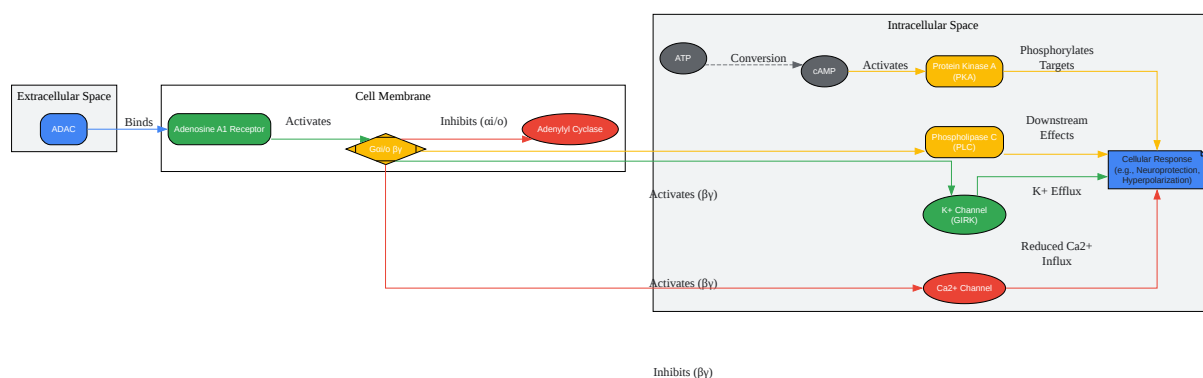 Extracellular Space
ADAC
Binds
Cell Membrane
Adenosine A1 Receptor
Activates
Gαi/o βγ
Inhibits (αi/o)
Adenylyl Cyclase
Intracellular Space
ATP
Conversion
cAMP
Activates
Protein Kinase A
(PKA)
Phosphorylates
Targets
Phospholipase C
(PLC)
Downstream
Effects
Cellular Response
(e.g., Neuroprotection,
Hyperpolarization)
Activates (βγ)
K+ Channel
(GIRK)
K+ Efflux
Activates (βγ)
Ca2+ Channel
Reduced Ca2+
Influx
Inhibits (βγ)